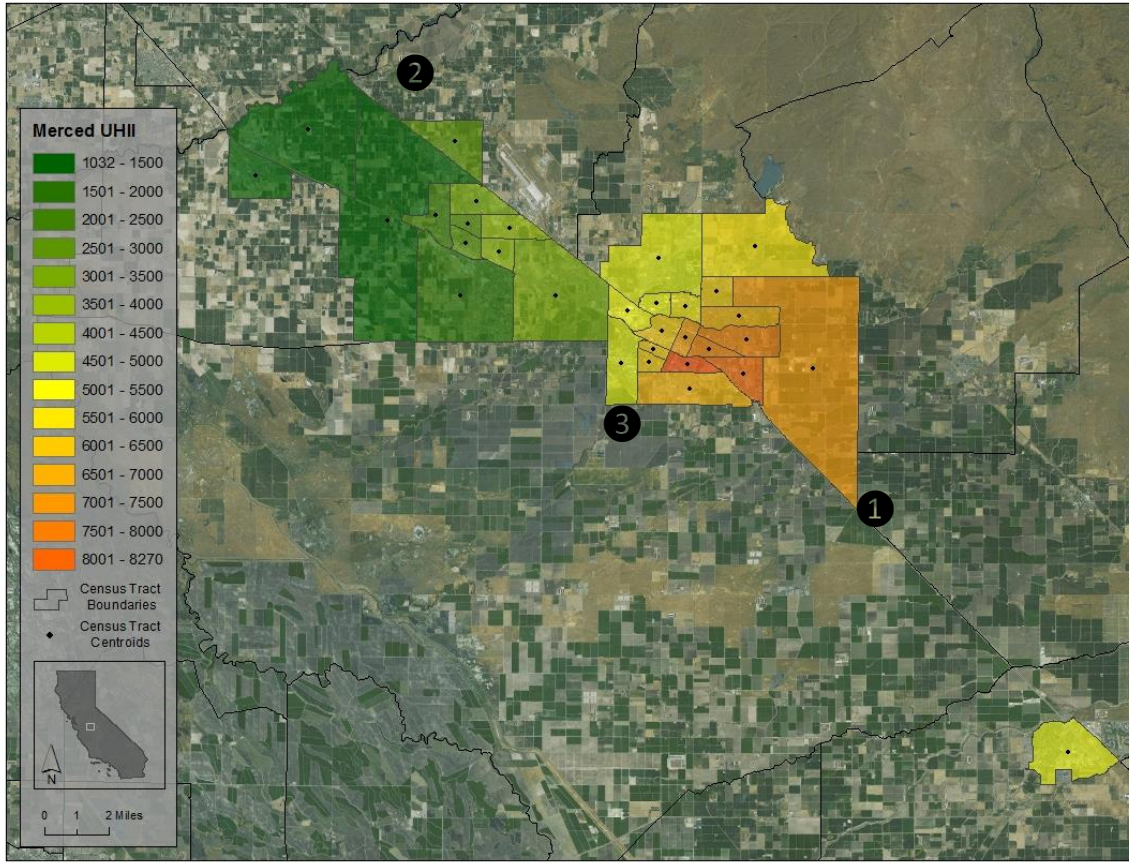 Merced UHII
1032 - 1500
1501 - 2000
2001 - 2500
2501 - 3000
3001 - 3500
3501 - 4000
4001 - 4500
4501 - 5000
5001 - 5500
5501 - 6000
6001 - 6500
6501 - 7000
7001 - 7500
7501 - 8000
8001 - 8270
Census Tract
Boundaries
Census Tract
Centroids
N
0 1 2 Miles
2
3
1